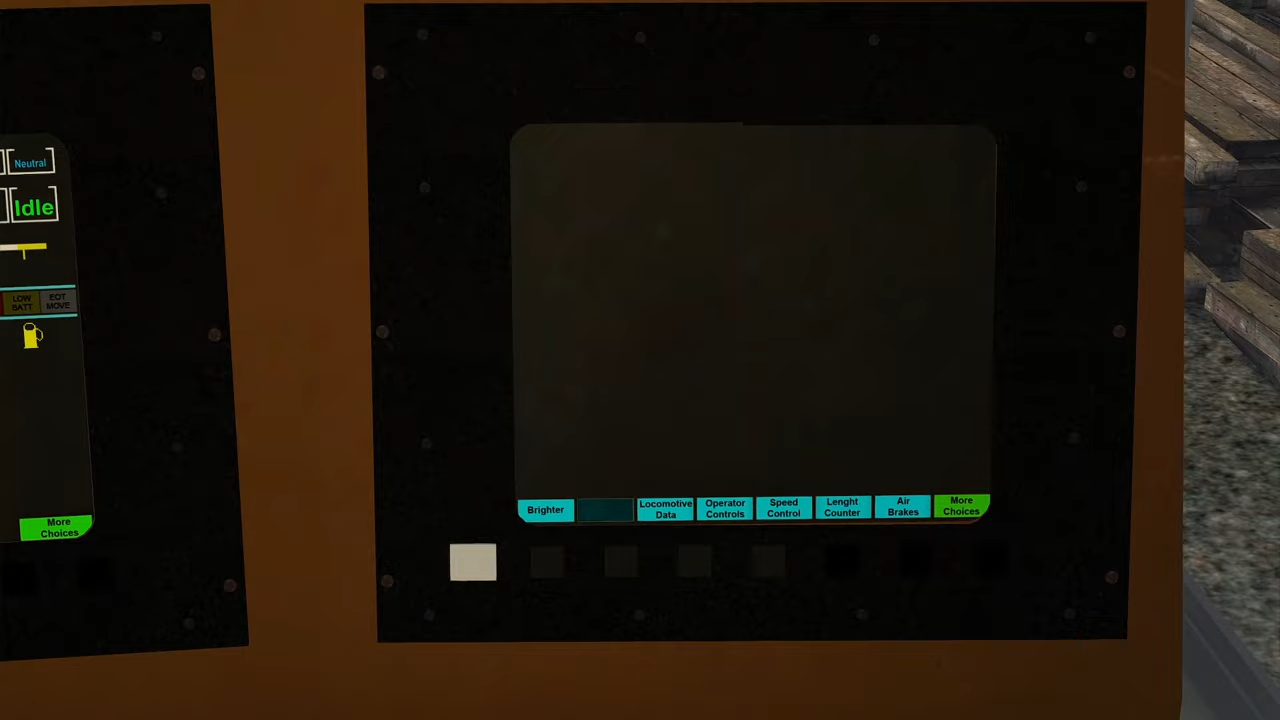 Neutral
Idle
LOW
BATT
EOT
MOVE
More
Choices
Brighter
Locomotive
Data
Operator
Controls
Speed
Control
Lenght
Counter
Air
Brakes
More
Choices